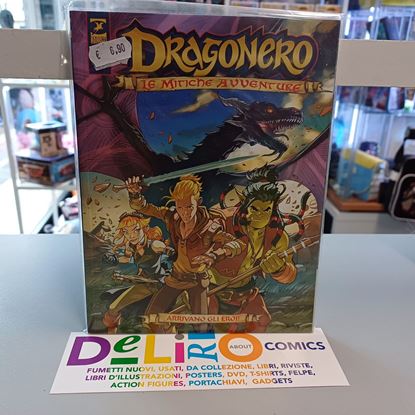 € 6,90
DRAGONERO
LE MITICHE AVVENTURE
ARRIVANO GLI EROI!
DeLiRiO ABOUT COMICS
FUMETTI NUOVI, USATI, DA COLLEZIONE, LIBRI, RIVISTE,
LIBRI D'ILLUSTRAZIONI, POSTERS, DVD, T-SHIRTS, FELPE,
ACTION FIGURES, PORTACHIAVI, GADGETS